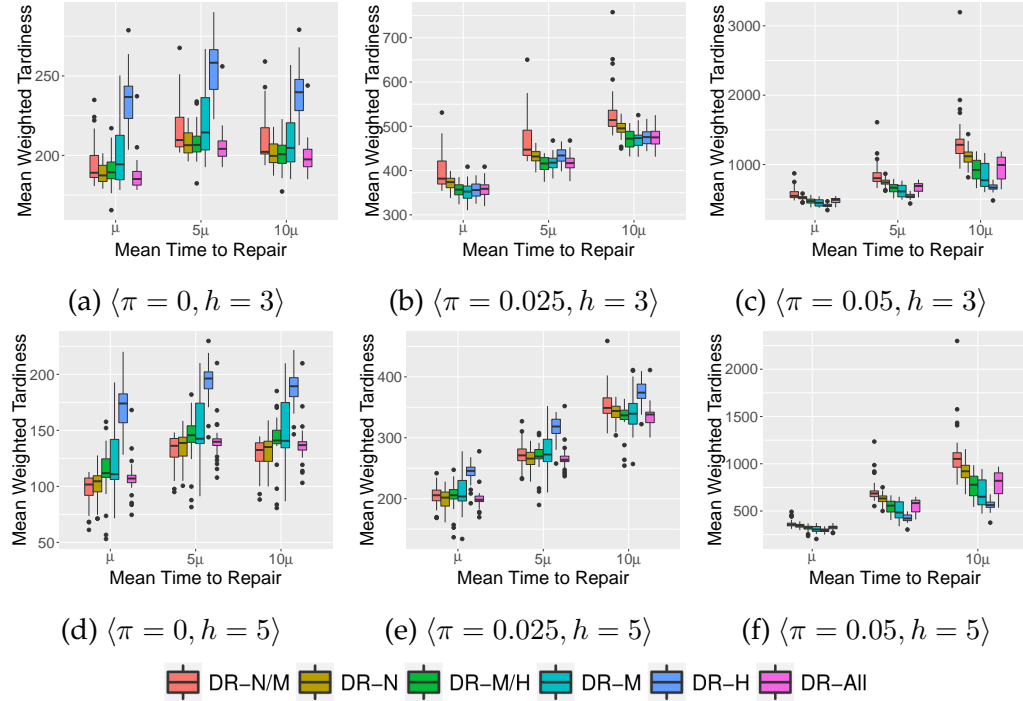 Mean Weighted Tardiness
250
200
μ
5μ
10μ
Mean Time to Repair
(a) ⟨π = 0, h = 3⟩
Mean Weighted Tardiness
700
600
500
400
300
μ
5μ
10μ
Mean Time to Repair
(b) ⟨π = 0.025, h = 3⟩
Mean Weighted Tardiness
3000
2000
1000
μ
5μ
10μ
Mean Time to Repair
(c) ⟨π = 0.05, h = 3⟩
Mean Weighted Tardiness
200
150
100
50
μ
5μ
10μ
Mean Time to Repair
(d) ⟨π = 0, h = 5⟩
Mean Weighted Tardiness
400
300
200
μ
5μ
10μ
Mean Time to Repair
(e) ⟨π = 0.025, h = 5⟩
Mean Weighted Tardiness
2000
1500
1000
500
μ
10μ
Mean Time to Repair
(f) ⟨π = 0.05, h = 5⟩
DR−N/M DR−N DR−M/H DR−M DR−H DR−All